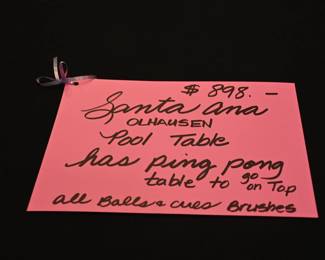 $ 898. -
Santa Ana
OLHAUSEN
Pool Table
has ping pong
table to go on Top
all Balls & cues Brushes